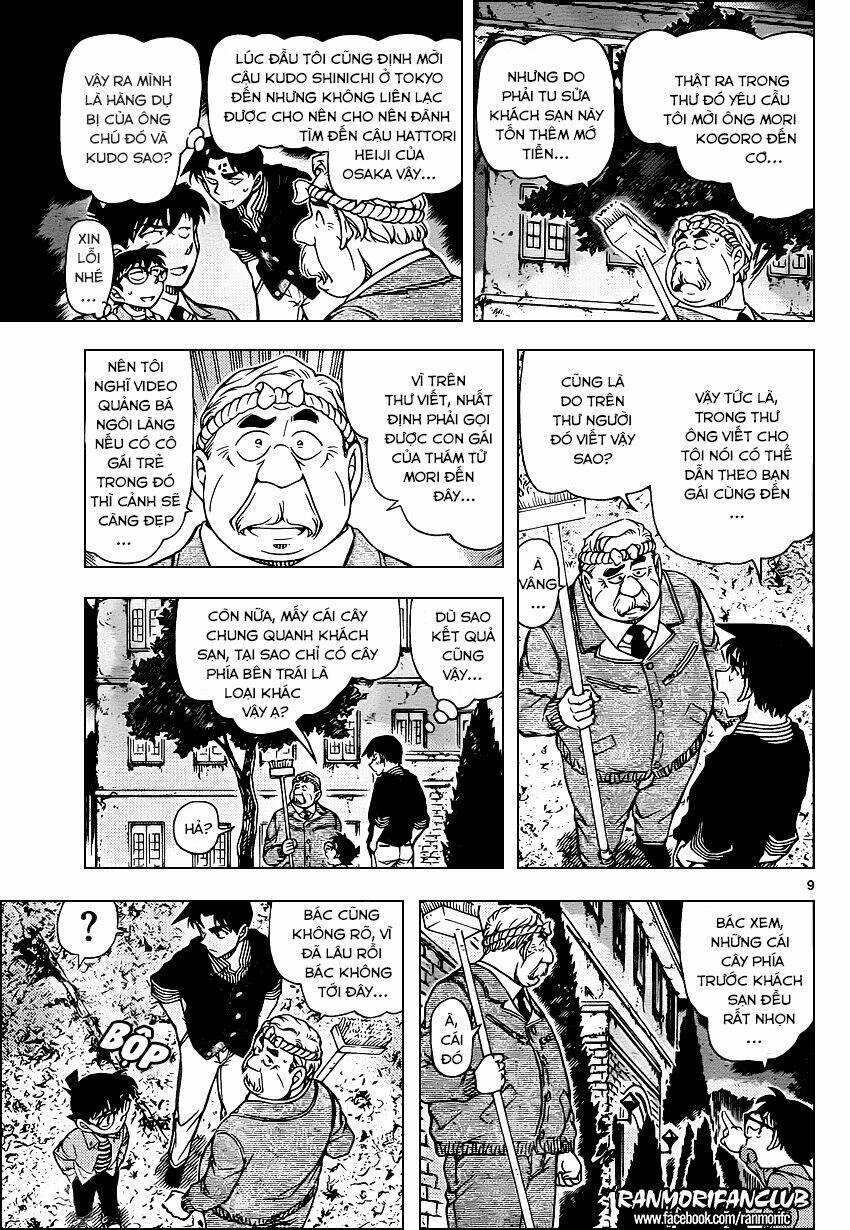 THẬT RA TRONG
THƯ ĐÓ YÊU CẦU
TÔI MỜI ÔNG MORI
KOGORO ĐẾN
CƠ...
NHƯNG DO
PHẢI TU SỬA
KHÁCH SẠN NÀY
TỐN THÊM MỚ
TIỀN...
LÚC ĐẦU TÔI CŨNG ĐỊNH MỜI
CẬU KUDO SHINICHI Ở TOKYO
ĐẾN NHƯNG KHÔNG LIÊN LẠC
ĐƯỢC CHO NÊN CHO NÊN ĐÀNH
TÌM ĐẾN CẬU HATTORI
HEIJI CỦA
OSAKA VẬY...
VẬY RA MÌNH
LÀ HÀNG DỰ
BỊ CỦA ÔNG
CHÚ ĐÓ VÀ
KUDO SAO?
XIN
LỖI
NHÉ
...
VẬY TỨC LÀ,
TRONG THƯ
ÔNG VIẾT CHO
TÔI NÓI CÓ THỂ
DẪN THEO BẠN
GÁI CÙNG ĐẾN
...
CŨNG LÀ
DO TRÊN
THƯ NGƯỜI
ĐÓ VIẾT VẬY
SAO?
À
VÂNG
...
VÌ TRÊN
THƯ VIẾT, NHẤT
ĐỊNH PHẢI GỌI
ĐƯỢC CON GÁI
CỦA THÁM TỬ
MORI ĐẾN
ĐÂY...
NÊN TÔI
NGHĨ VIDEO
QUẢNG BÁ
NGÔI LÀNG
NẾU CÓ CÔ
GÁI TRẺ
TRONG ĐÓ
THÌ CẢNH SẼ
CÀNG ĐẸP
...
DÙ SAO
KẾT QUẢ
CŨNG
VẬY...
CÒN NỮA, MẤY CÁI CÂY
CHUNG QUANH KHÁCH
SẠN, TẠI SAO CHỈ CÓ CÂY
PHÍA BÊN TRÁI LÀ
LOẠI KHÁC
VẬY Ạ?
HẢ?
9
BÁC XEM,
NHỮNG CÁI
CÂY PHÍA
TRƯỚC KHÁCH
SẠN ĐỀU
RẤT NHỌN
...
À,
CÁI
ĐÓ
BÁC CŨNG
KHÔNG RÕ, VÌ
ĐÃ LÂU RỒI
BÁC KHÔNG
TỚI ĐÂY...
?
BỘP
RANMORIFANCLUB
www.facebook.com/ranmorifc